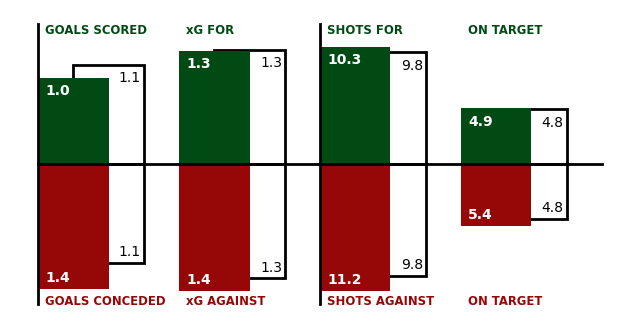 GOALS SCORED xG FOR SHOTS FOR ON TARGET
1.0 1.1 1.3 1.3 10.3 9.8 4.9 4.8
1.4 1.1 1.4 1.3 11.2 9.8 5.4 4.8
GOALS CONCEDED xG AGAINST SHOTS AGAINST ON TARGET